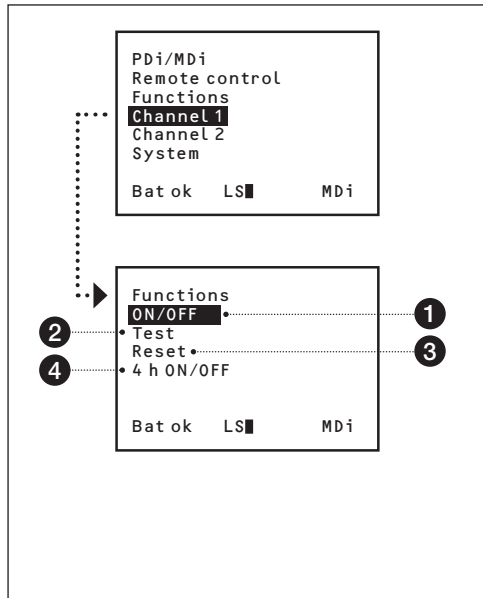 PDi/MDi
Remote control
Functions
Channel 1
Channel 2
System
Bat ok LS MDi
Functions
ON/OFF
1
2
Test
Reset
3
4
4 h ON/OFF
Bat ok LS MDi